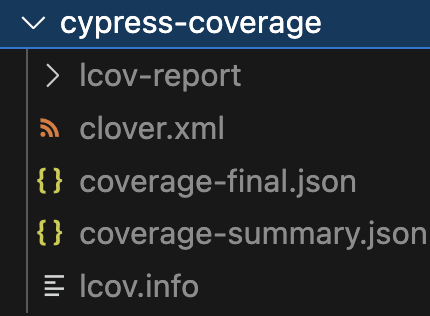 cypress-coverage
lcov-report
clover.xml
coverage-final.json
coverage-summary.json
lcov.info